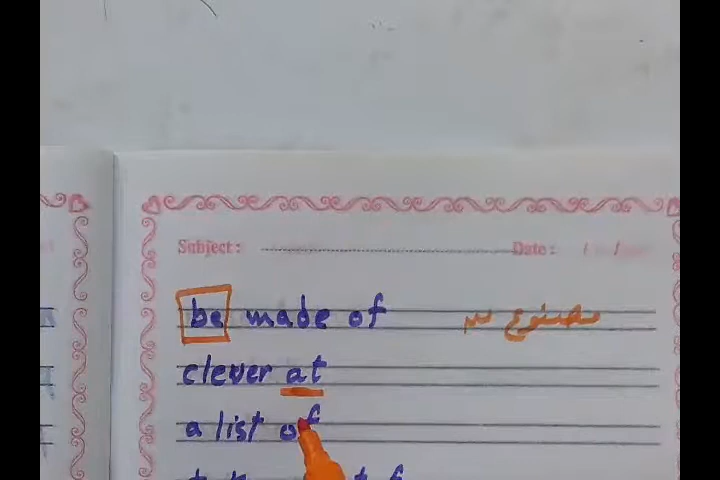 Subject :
Date : / /
be made of مصنوع من
clever at
a list of